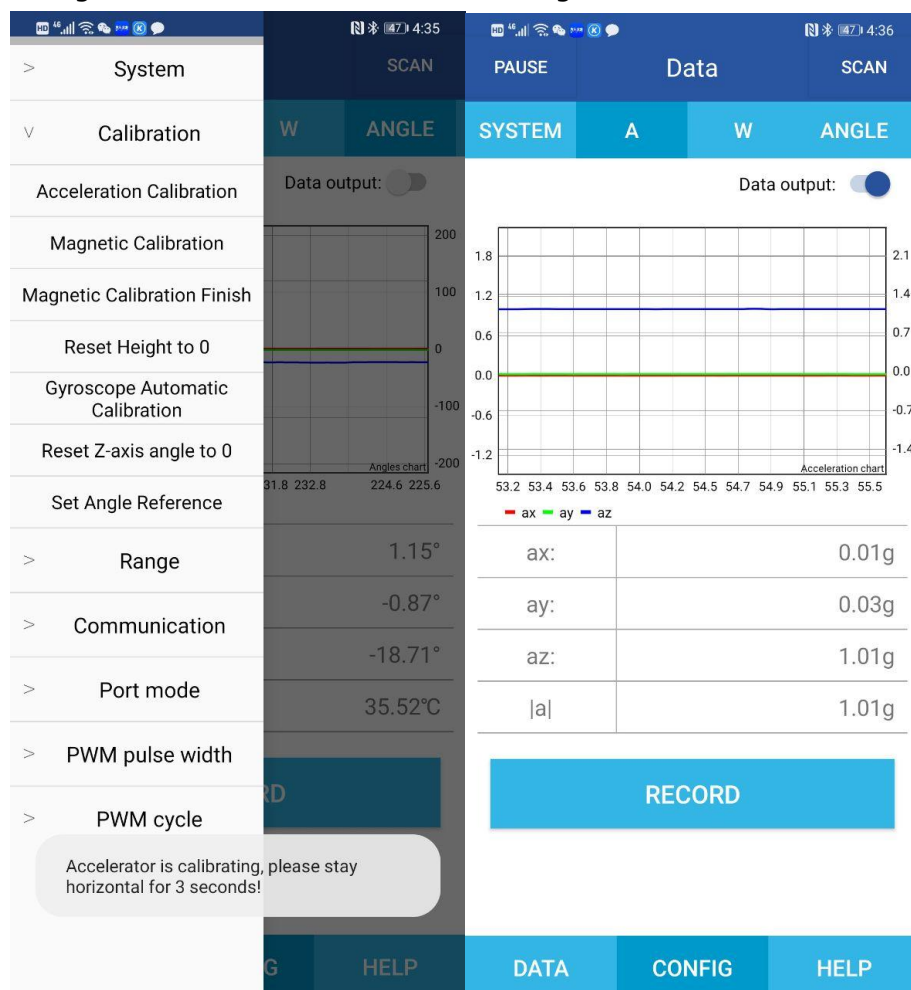 4:35
> System
SCAN
v Calibration
W
ANGLE
Acceleration Calibration
Data output:
Magnetic Calibration
200
Magnetic Calibration Finish
100
Reset Height to 0
0
Gyroscope Automatic
Calibration
-100
Reset Z-axis angle to 0
Angles chart
-200
31.8 232.8 224.6 225.6
Set Angle Reference
> Range
1.15°
-0.87°
> Communication
-18.71°
> Port mode
35.52℃
> PWM pulse width
RD
> PWM cycle
Accelerator is calibrating, please stay
horizontal for 3 seconds!
G
HELP
4:36
PAUSE
Data
SCAN
SYSTEM
A
W
ANGLE
Data output:
1.8
1.2
0.6
0.0
-0.6
-1.2
2.1
1.4
0.7
0.0
-0.7
-1.4
Acceleration chart
53.2 53.4 53.6 53.8 54.0 54.2 54.5 54.7 54.9 55.1 55.3 55.5
ax ay az
ax: 0.01g
ay: 0.03g
az: 1.01g
|a| 1.01g
RECORD
DATA
CONFIG
HELP